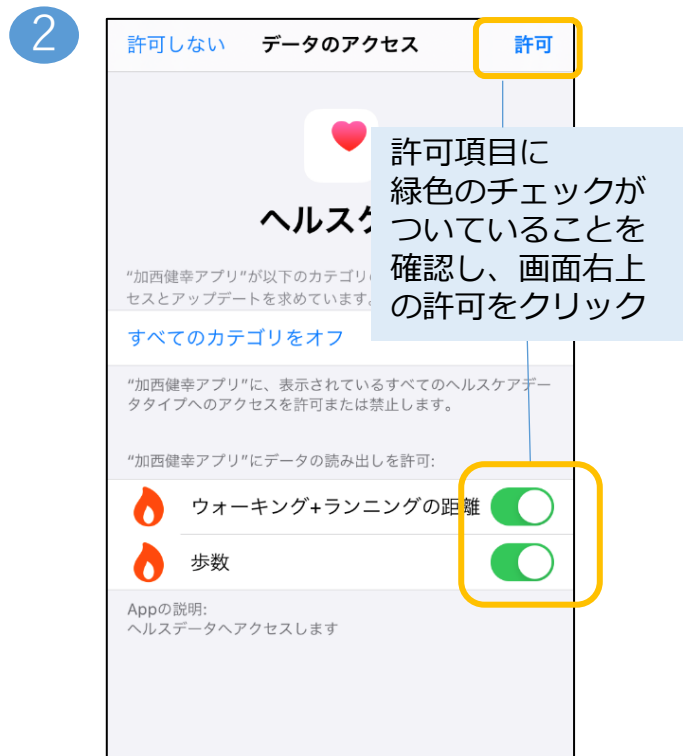 2
許可しない データのアクセス 許可
許可項目に
緑色のチェックが
ついていることを
確認し、画面右上
の許可をクリック
ヘルスケ
“加西健幸アプリ”が以下のカテゴリ
セスとアップデートを求めています。
すべてのカテゴリをオフ
“加西健幸アプリ”に、表示されているすべてのヘルスケアデー
タタイプへのアクセスを許可または禁止します。
“加西健幸アプリ”にデータの読み出しを許可:
ウォーキング+ランニングの距離
歩数
Appの説明:
ヘルスデータへアクセスします